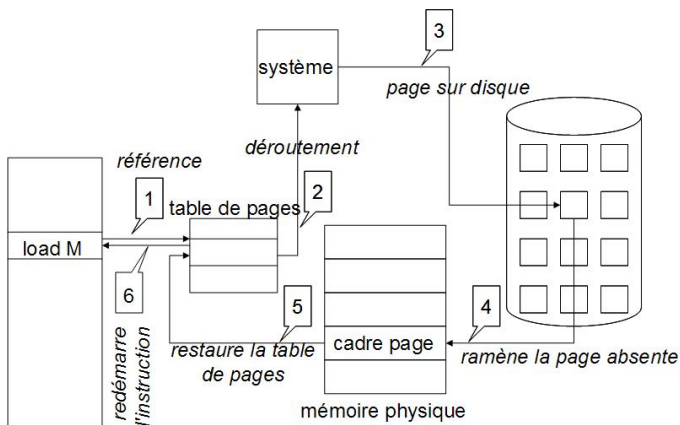 3
système
page sur disque
déroutement
référence
1
2
table de pages
load M
6
5
4
cadre page
restaure la table
de pages
ramène la page absente
redémarre
l'instruction
mémoire physique